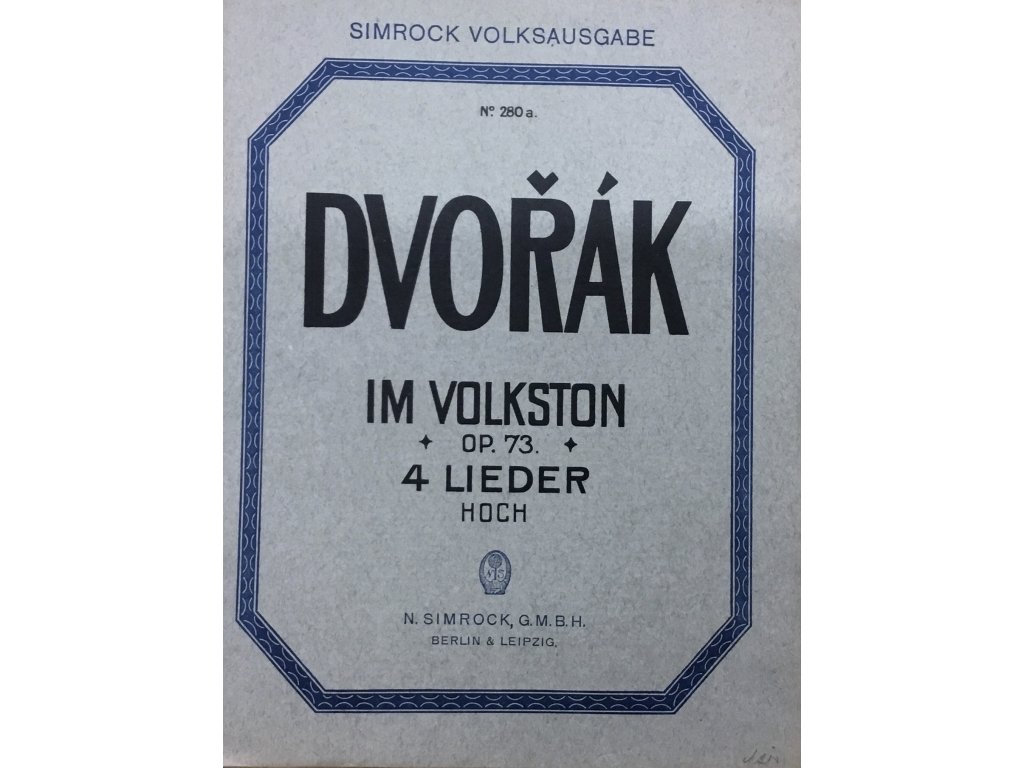 SIMROCK VOLKSAUSGABE
No. 280 a.
DVOŘÁK
IM VOLKSTON
OP. 73.
4 LIEDER
HOCH
N. SIMROCK, G.M.B.H.
BERLIN & LEIPZIG.